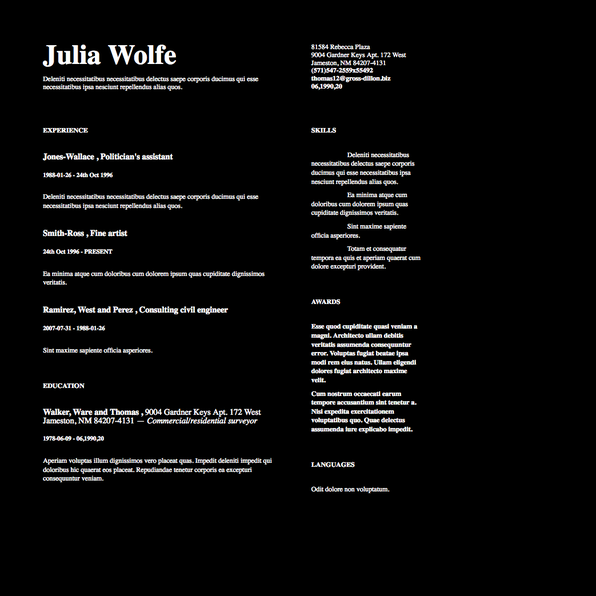 Julia Wolfe
Deleniti necessitatibus necessitatibus delectus saepe corporis ducimus qui esse
necessitatibus ipsa nesciunt repellendus alias quos.
81584 Rebecca Plaza
9004 Gardner Keys Apt. 172 West
Jameston, NM 84207-4131
(571)547-2559x55492
thomas12@gross-dillon.biz
06,1990,20
EXPERIENCE
Jones-Wallace , Politician's assistant
1988-01-26 - 24th Oct 1996
Deleniti necessitatibus necessitatibus delectus saepe corporis ducimus qui esse
necessitatibus ipsa nesciunt repellendus alias quos.
Smith-Ross , Fine artist
24th Oct 1996 - PRESENT
Ea minima atque cum doloribus cum dolorem ipsum quas cupiditate dignissimos
veritatis.
Ramirez, West and Perez , Consulting civil engineer
2007-07-31 - 1988-01-26
Sint maxime sapiente officia asperiores.
EDUCATION
Walker, Ware and Thomas , 9004 Gardner Keys Apt. 172 West
Jameston, NM 84207-4131 — Commercial/residential surveyor
1978-06-09 - 06,1990,20
Aperiam voluptas illum dignissimos vero placeat quas. Impedit deleniti impedit qui
doloribus hic quaerat eos placeat. Repudiandae tenetur corporis ea excepturi
consequuntur veniam.
SKILLS
Deleniti necessitatibus
necessitatibus delectus saepe corporis
ducimus qui esse necessitatibus ipsa
nesciunt repellendus alias quos.
Ea minima atque cum
doloribus cum dolorem ipsum quas
cupiditate dignissimos veritatis.
Sint maxime sapiente
officia asperiores.
Totam et consequatur
tempora ea quis et aperiam quaerat cum
dolore excepturi provident.
AWARDS
Esse quod cupiditate quasi veniam a
magni. Architecto ullam debitis
veritatis assumenda consequuntur
error. Voluptas fugiat beatae ipsa
modi rem eius natus. Ullam eligendi
dolores fugiat architecto maxime
velit.
Cum nostrum occaecati earum
tempore accusantium sint tenetur a.
Nisi expedita exercitationem
voluptatibus quo. Quae delectus
assumenda iure explicabo impedit.
LANGUAGES
Odit dolore non voluptatum.